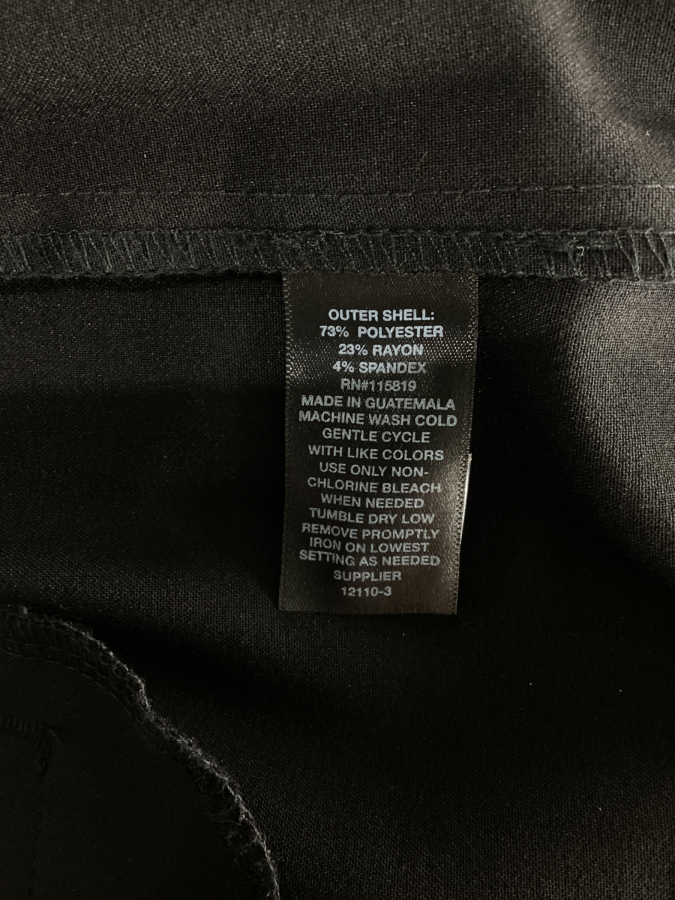 OUTER SHELL:
73% POLYESTER
23% RAYON
4% SPANDEX
RN#115819
MADE IN GUATEMALA
MACHINE WASH COLD
GENTLE CYCLE
WITH LIKE COLORS
USE ONLY NON-
CHLORINE BLEACH
WHEN NEEDED
TUMBLE DRY LOW
REMOVE PROMPTLY
IRON ON LOWEST
SETTING AS NEEDED
SUPPLIER
12110-3